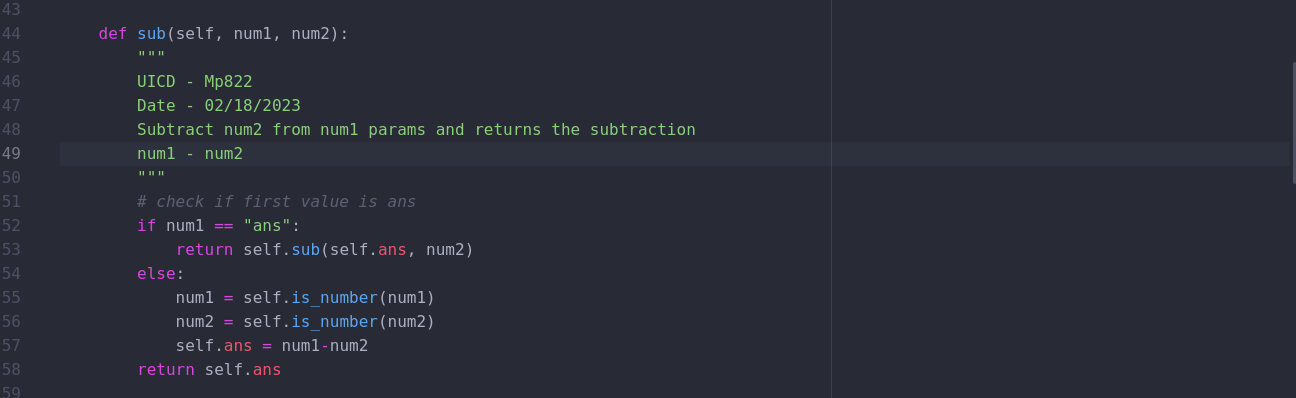 43
44     def sub(self, num1, num2):
45         """
46         UICD - Mp822
47         Date - 02/18/2023
48         Subtract num2 from num1 params and returns the subtraction
49         num1 - num2
50         """
51         # check if first value is ans
52         if num1 == "ans":
53             return self.sub(self.ans, num2)
54         else:
55             num1 = self.is_number(num1)
56             num2 = self.is_number(num2)
57             self.ans = num1-num2
58         return self.ans
59